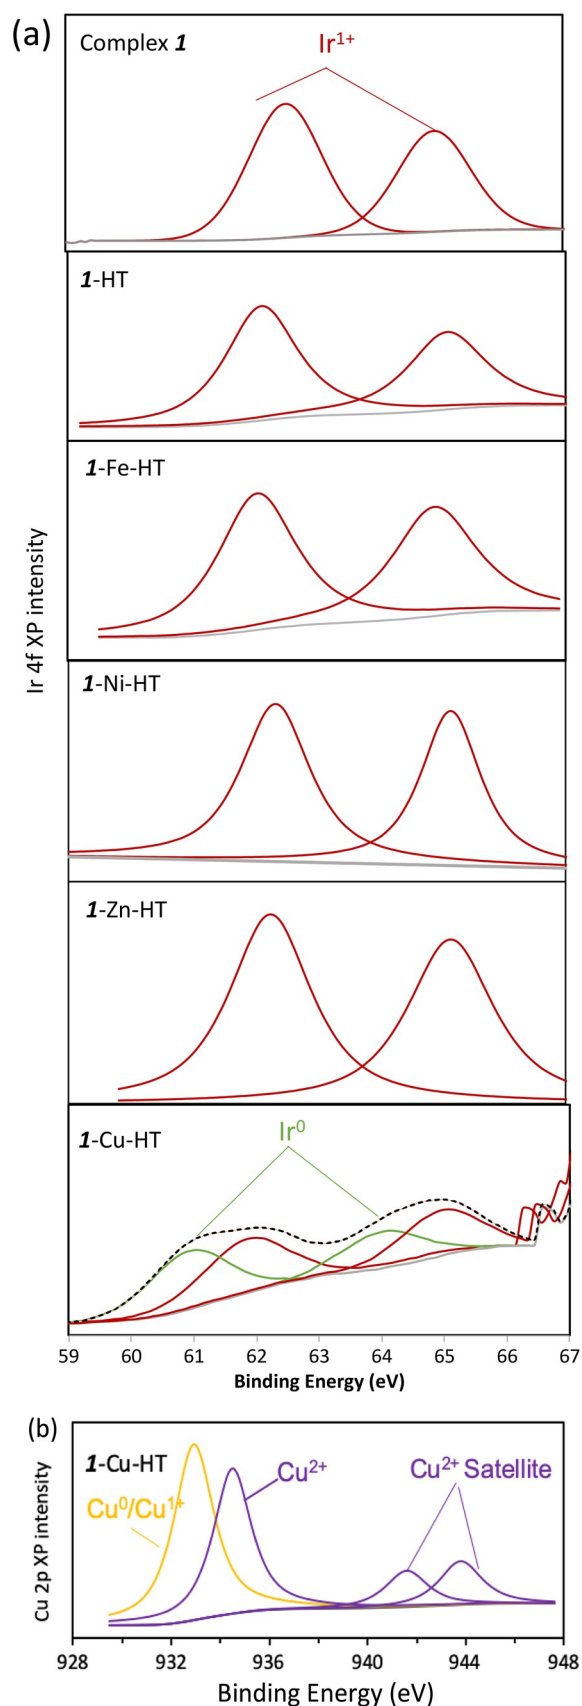 (a)
Complex 1
Ir1+
1-HT
1-Fe-HT
Ir 4f XP intensity
1-Ni-HT
1-Zn-HT
1-Cu-HT
Ir0
59 60 61 62 63 64 65 66 67
Binding Energy (eV)
(b)
1-Cu-HT
Cu2+
Cu2+ Satellite
Cu0/Cu1+
Cu 2p XP intensity
928 932 936 940 944 948
Binding Energy (eV)